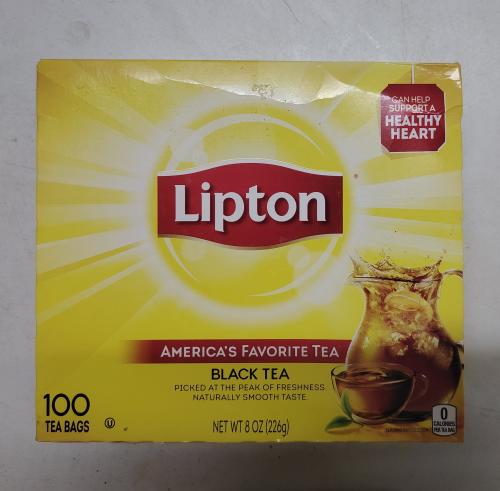 CAN HELP
SUPPORT A
HEALTHY
HEART
Lipton
AMERICA'S FAVORITE TEA
BLACK TEA
PICKED AT THE PEAK OF FRESHNESS.
NATURALLY SMOOTH TASTE.
100
TEA BAGS
U
NET WT 8 OZ (226g)
0
CALORIES
PER TEA BAG